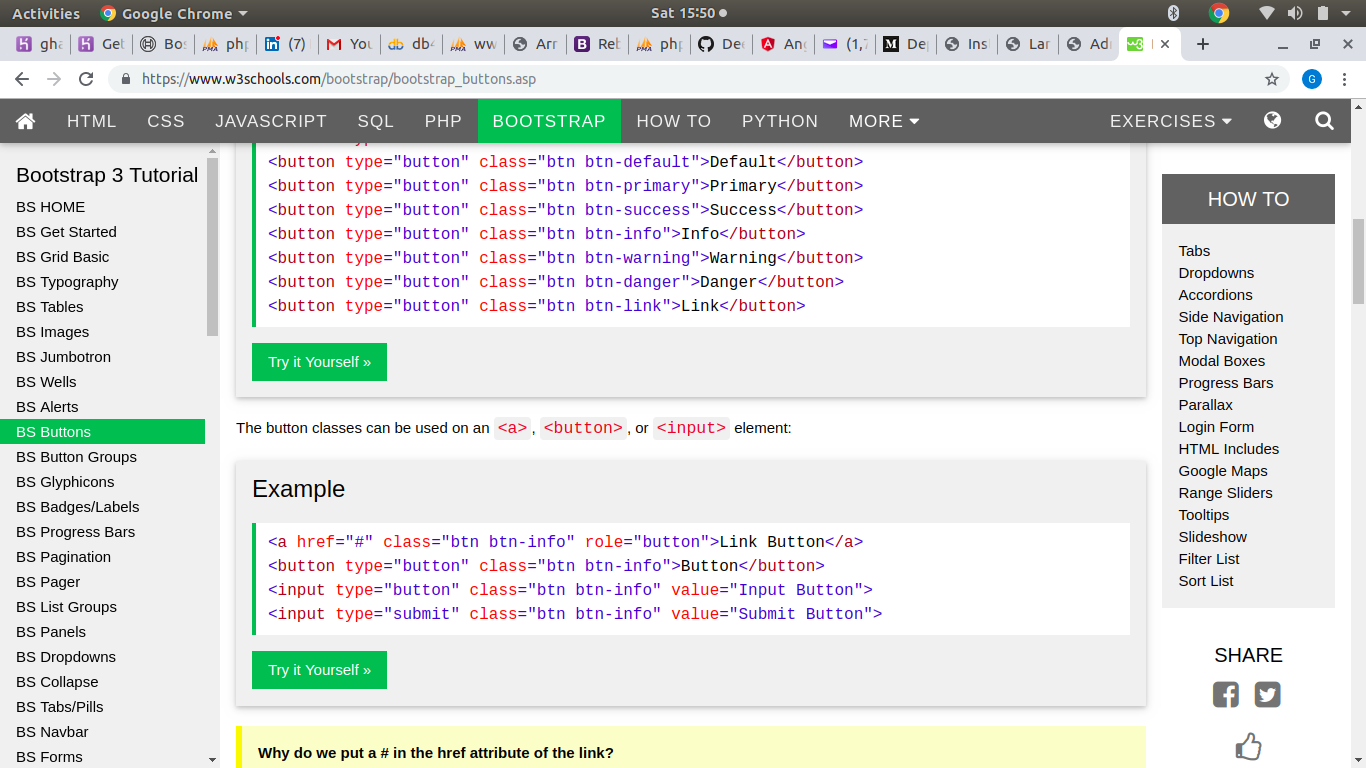 Activities Google Chrome Sat 15:50
gh Get Bos php (7) You db4 ww Arr Reb php Dee Ang (1,7 Dep Inst Lar Adr
https://www.w3schools.com/bootstrap/bootstrap_buttons.asp G
HTML CSS JAVASCRIPT SQL PHP BOOTSTRAP HOW TO PYTHON MORE EXERCISES
Bootstrap 3 Tutorial
BS HOME
BS Get Started
BS Grid Basic
BS Typography
BS Tables
BS Images
BS Jumbotron
BS Wells
BS Alerts
BS Buttons
BS Button Groups
BS Glyphicons
BS Badges/Labels
BS Progress Bars
BS Pagination
BS Pager
BS List Groups
BS Panels
BS Dropdowns
BS Collapse
BS Tabs/Pills
BS Navbar
BS Forms
<button type="button" class="btn btn-default">Default</button>
<button type="button" class="btn btn-primary">Primary</button>
<button type="button" class="btn btn-success">Success</button>
<button type="button" class="btn btn-info">Info</button>
<button type="button" class="btn btn-warning">Warning</button>
<button type="button" class="btn btn-danger">Danger</button>
<button type="button" class="btn btn-link">Link</button>
Try it Yourself »
The button classes can be used on an <a>, <button>, or <input> element:
Example
<a href="#" class="btn btn-info" role="button">Link Button</a>
<button type="button" class="btn btn-info">Button</button>
<input type="button" class="btn btn-info" value="Input Button">
<input type="submit" class="btn btn-info" value="Submit Button">
Try it Yourself »
Why do we put a # in the href attribute of the link?
HOW TO
Tabs
Dropdowns
Accordions
Side Navigation
Top Navigation
Modal Boxes
Progress Bars
Parallax
Login Form
HTML Includes
Google Maps
Range Sliders
Tooltips
Slideshow
Filter List
Sort List
SHARE